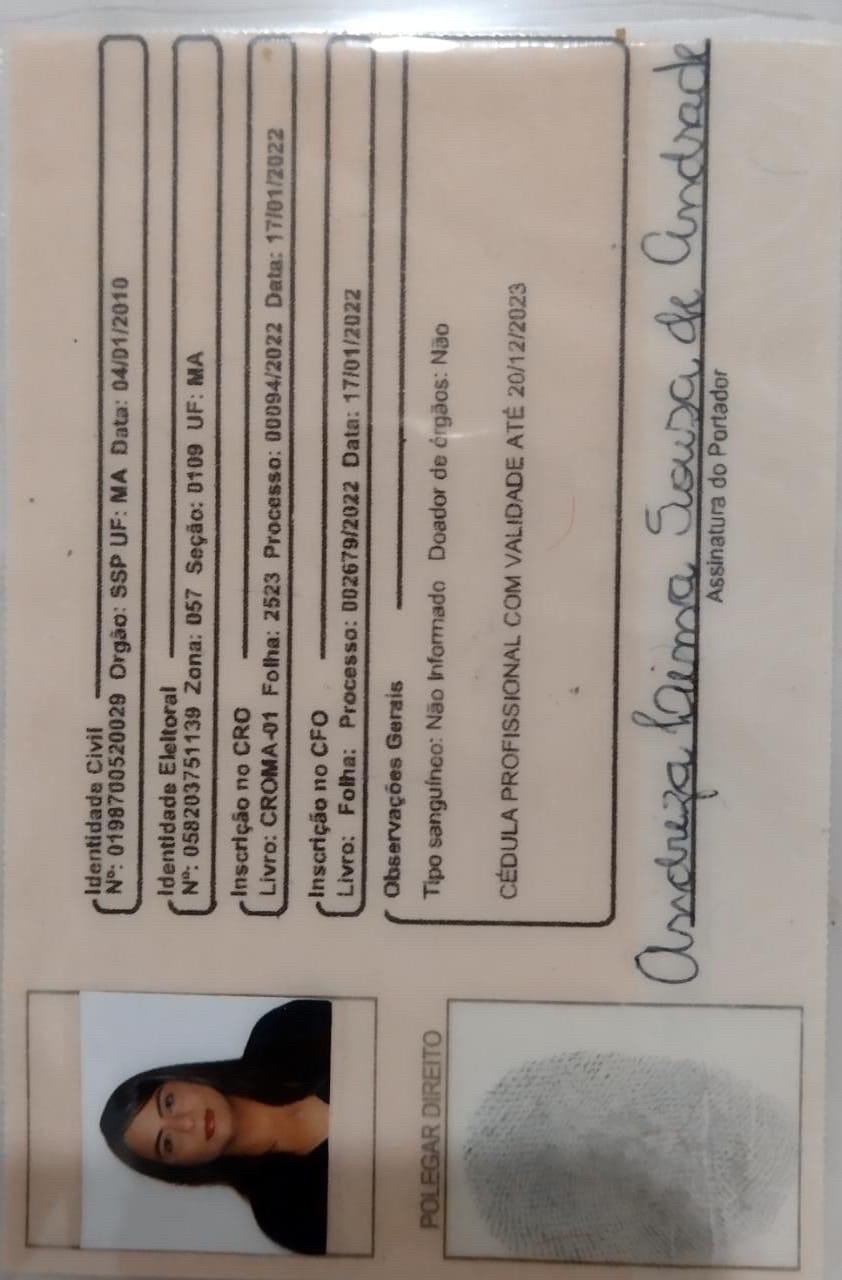 Identidade Civil
Nº: 0198700520029 Orgão: SSP UF: MA Data: 04/01/2010
Identidade Eleitoral
Nº: 058203751139 Zona: 057 Seção: 0109 UF: MA
Inscrição no CRO
Livro: CROMA-01 Folha: 2523 Processo: 00094/2022 Data: 17/01/2022
Inscrição no CFO
Livro: Folha: Processo: 002679/2022 Data: 17/01/2022
Observações Gerais
Tipo sanguíneo: Não Informado Doador de órgãos: Não
CÉDULA PROFISSIONAL COM VALIDADE ATÉ 20/12/2023
POLEGAR DIREITO
Andreza Lima Sousa de Andrade
Assinatura do Portador